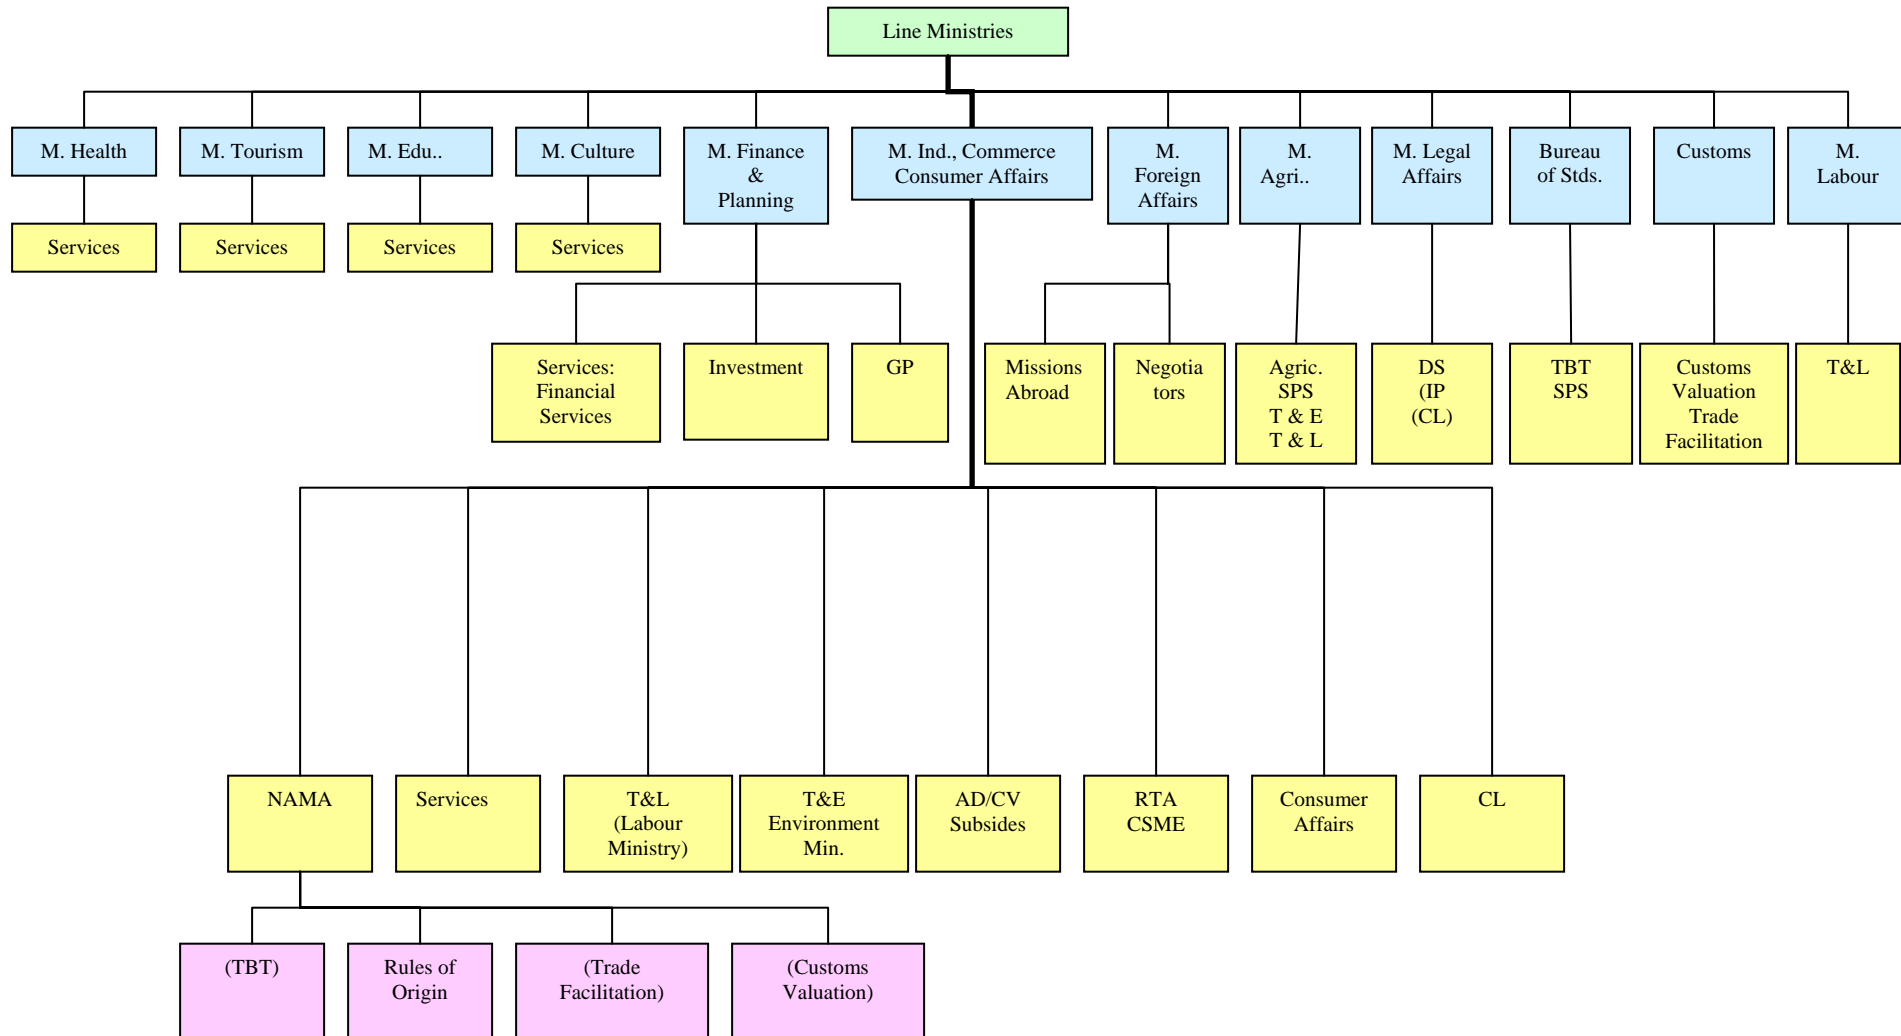 Line Ministries
M. Health
M. Tourism
M. Edu..
M. Culture
M. Finance
&
Planning
M. Ind., Commerce
Consumer Affairs
M.
Foreign
Affairs
M.
Agri..
M. Legal
Affairs
Bureau
of Stds.
Customs
M.
Labour
Services
Services
Services
Services
Services:
Financial
Services
Investment
GP
Missions
Abroad
Negotia
tors
Agric.
SPS
T & E
T & L
DS
(IP
(CL)
TBT
SPS
Customs
Valuation
Trade
Facilitation
T&L
NAMA
Services
T&L
(Labour
Ministry)
T&E
Environment
Min.
AD/CV
Subsides
RTA
CSME
Consumer
Affairs
CL
(TBT)
Rules of
Origin
(Trade
Facilitation)
(Customs
Valuation)